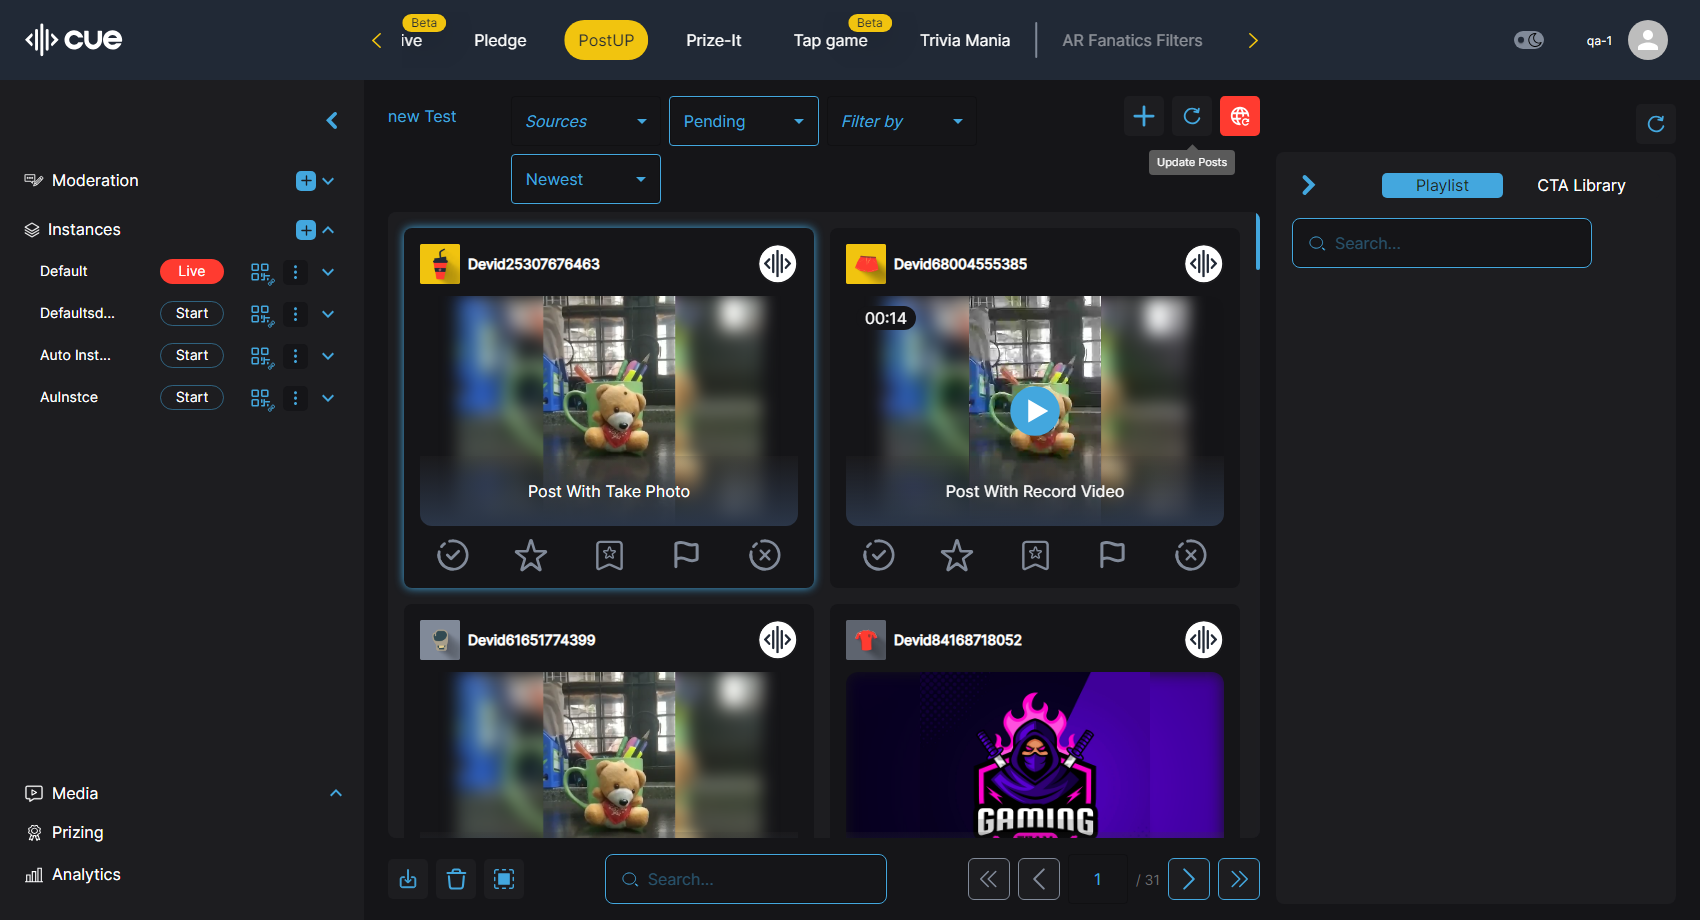 cue
Beta
ive
Pledge
PostUP
Prize-It
Beta
Tap game
Trivia Mania
AR Fanatics Filters
qa-1
Moderation
Instances
Default
Live
Defaultsd...
Start
Auto Inst...
Start
AuInstce
Start
Media
Prizing
Analytics
new Test
Sources
Pending
Filter by
Newest
Update Posts
Devid25307676463
Post With Take Photo
Devid68004555385
00:14
Post With Record Video
Devid61651774399
Devid84168718052
GAMING
Search...
1
/ 31
Playlist
CTA Library
Search...